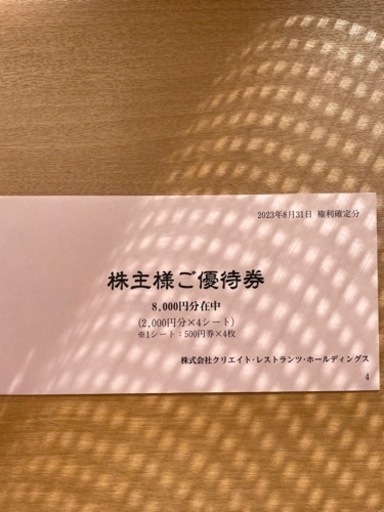 2023年8月31日 権利確定分
株主様ご優待券
8,000円分在中
(2,000円分×4シート)
※1シート：500円券×4枚
株式会社クリエイト・レストランツ・ホールディングス
4